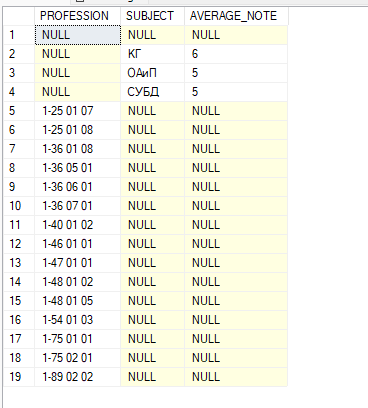 PROFESSION SUBJECT AVERAGE_NOTE
1 NULL NULL NULL
2 NULL КГ 6
3 NULL ОАиП 5
4 NULL СУБД 5
5 1-25 01 07 NULL NULL
6 1-25 01 08 NULL NULL
7 1-36 01 08 NULL NULL
8 1-36 05 01 NULL NULL
9 1-36 06 01 NULL NULL
10 1-36 07 01 NULL NULL
11 1-40 01 02 NULL NULL
12 1-46 01 01 NULL NULL
13 1-47 01 01 NULL NULL
14 1-48 01 02 NULL NULL
15 1-48 01 05 NULL NULL
16 1-54 01 03 NULL NULL
17 1-75 01 01 NULL NULL
18 1-75 02 01 NULL NULL
19 1-89 02 02 NULL NULL